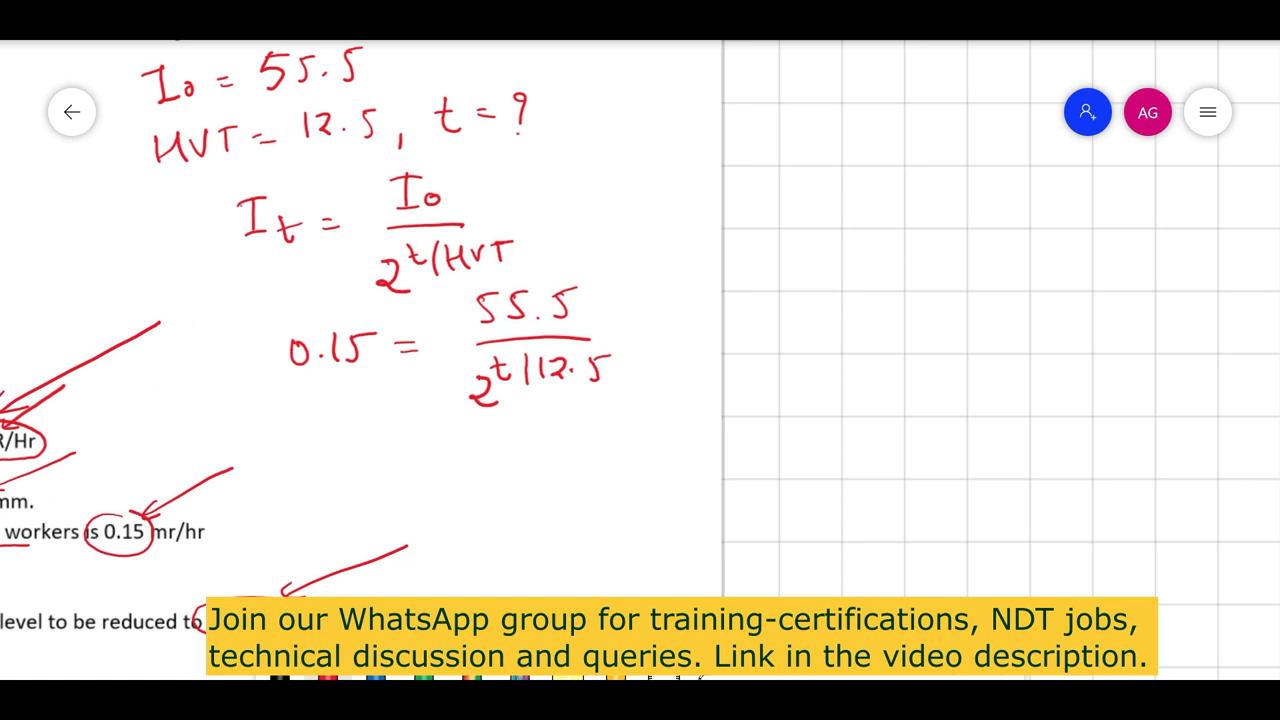 I₀ = 55.5
HVT = 12.5, t = ?
AG
Iₜ = I₀ / 2^t/HVT
0.15 = 55.5 / 2^t/12.5
R/Hr
mm.
workers is 0.15 mr/hr
level to be reduced to
Join our WhatsApp group for training-certifications, NDT jobs,
technical discussion and queries. Link in the video description.